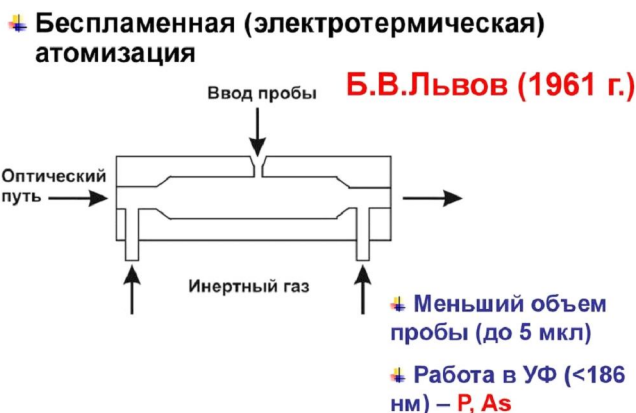 Беспламенная (электротермическая)
атомизация
Б.В.Львов (1961 г.)
Ввод пробы
Оптический
путь
Инертный газ
Меньший объем
пробы (до 5 мкл)
Работа в УФ (<186
нм) – P, As